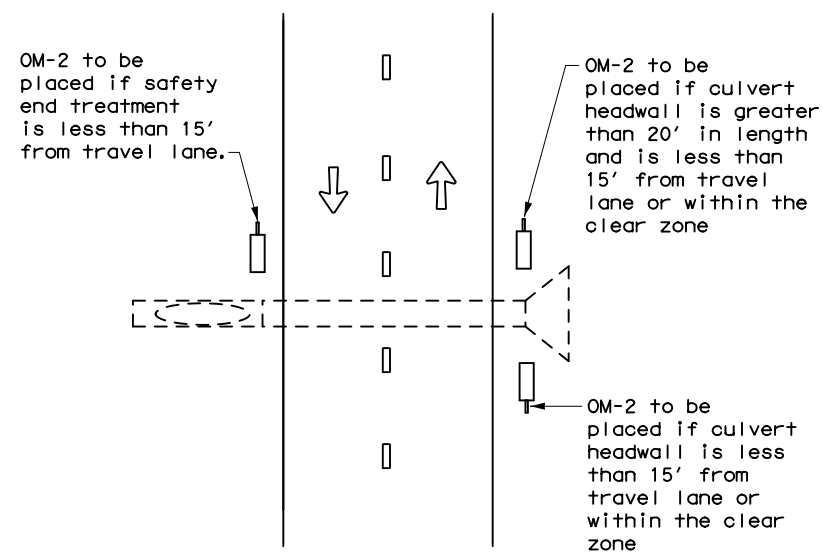 OM-2 to be
placed if safety
end treatment
is less than 15'
from travel lane.
OM-2 to be
placed if culvert
headwall is greater
than 20' in length
and is less than
15' from travel
lane or within the
clear zone
OM-2 to be
placed if culvert
headwall is less
than 15' from
travel lane or
within the clear
zone